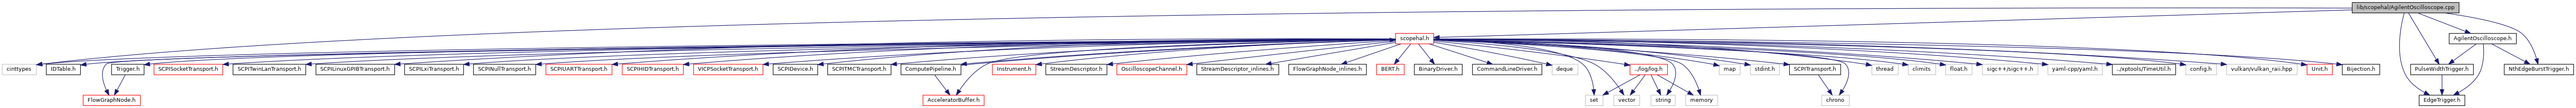 lib/scopehal/AgilentOscilloscope.cpp
scopehal.h
AgilentOscilloscope.h
cinttypes
IDTable.h
Trigger.h
SCPISocketTransport.h
SCPITwinLanTransport.h
SCPILinuxGPIBTransport.h
SCPILxiTransport.h
SCPINullTransport.h
SCPIUARTTransport.h
SCPIHIDTransport.h
VICPSocketTransport.h
SCPIDevice.h
SCPITMCTransport.h
ComputePipeline.h
Instrument.h
StreamDescriptor.h
OscilloscopeChannel.h
StreamDescriptor_inlines.h
FlowGraphNode_inlines.h
BERT.h
BinaryDriver.h
CommandLineDriver.h
deque
../log/log.h
map
stdint.h
SCPITransport.h
thread
climits
float.h
sigc++/sigc++.h
yaml-cpp/yaml.h
../xptools/TimeUtil.h
config.h
vulkan/vulkan_raii.hpp
Unit.h
Bijection.h
PulseWidthTrigger.h
NthEdgeBurstTrigger.h
FlowGraphNode.h
AcceleratorBuffer.h
set
vector
string
memory
chrono
EdgeTrigger.h